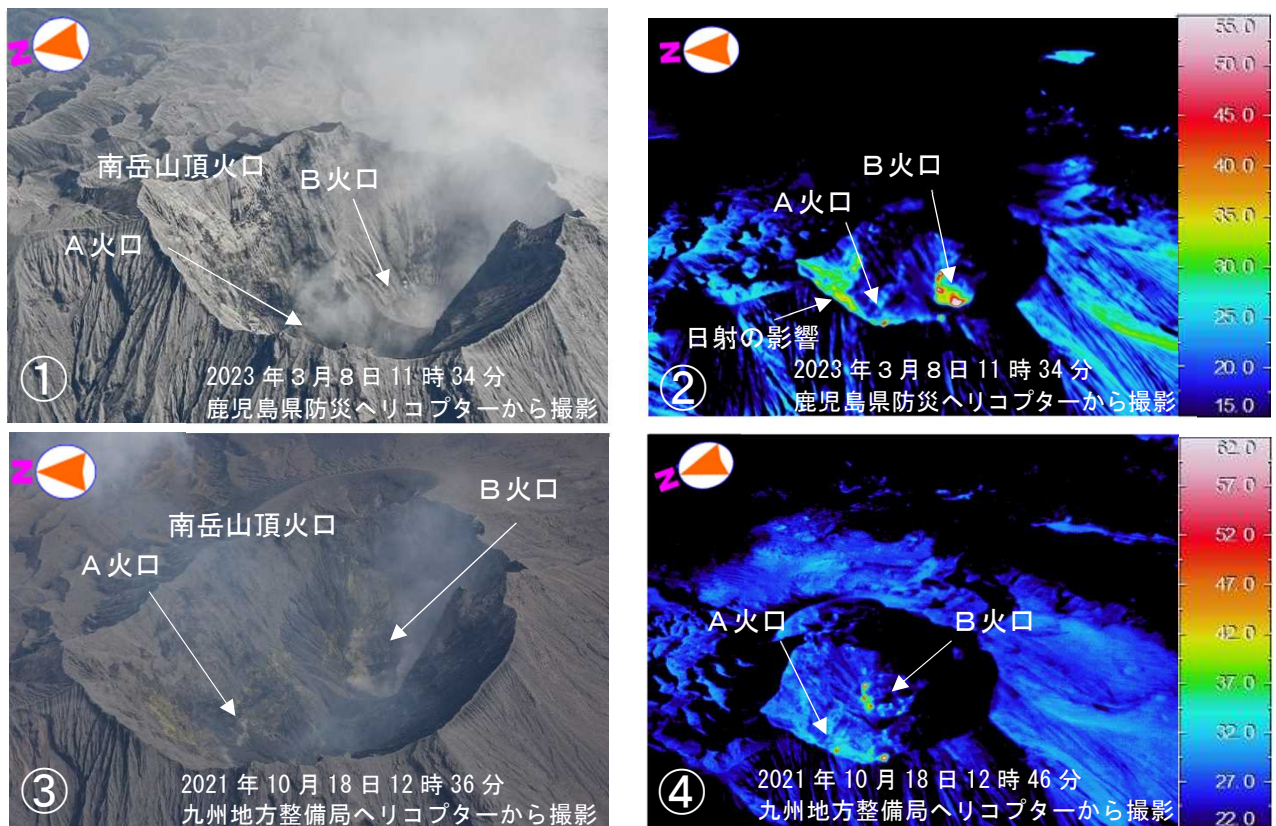 N
南岳山頂火口
B火口
A火口
①
2023年3月8日11時34分
鹿児島県防災ヘリコプターから撮影
N
B火口
A火口
日射の影響
②
2023年3月8日11時34分
鹿児島県防災ヘリコプターから撮影
55.0
50.0
45.0
40.0
35.0
30.0
25.0
20.0
15.0
N
B火口
南岳山頂火口
A火口
③
2021年10月18日12時36分
九州地方整備局ヘリコプターから撮影
N
A火口
B火口
④
2021年10月18日12時46分
九州地方整備局ヘリコプターから撮影
62.0
57.0
52.0
47.0
42.0
37.0
32.0
27.0
22.0